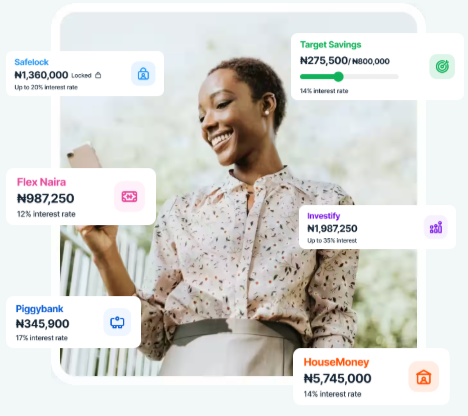 Safelock
₦1,360,000 Locked
Up to 20% interest rate
Target Savings
₦275,500/₦800,000
14% interest rate
Flex Naira
₦987,250
12% interest rate
Investify
₦1,987,250
Up to 35% interest
Piggybank
₦345,900
17% interest rate
HouseMoney
₦5,745,000
14% interest rate